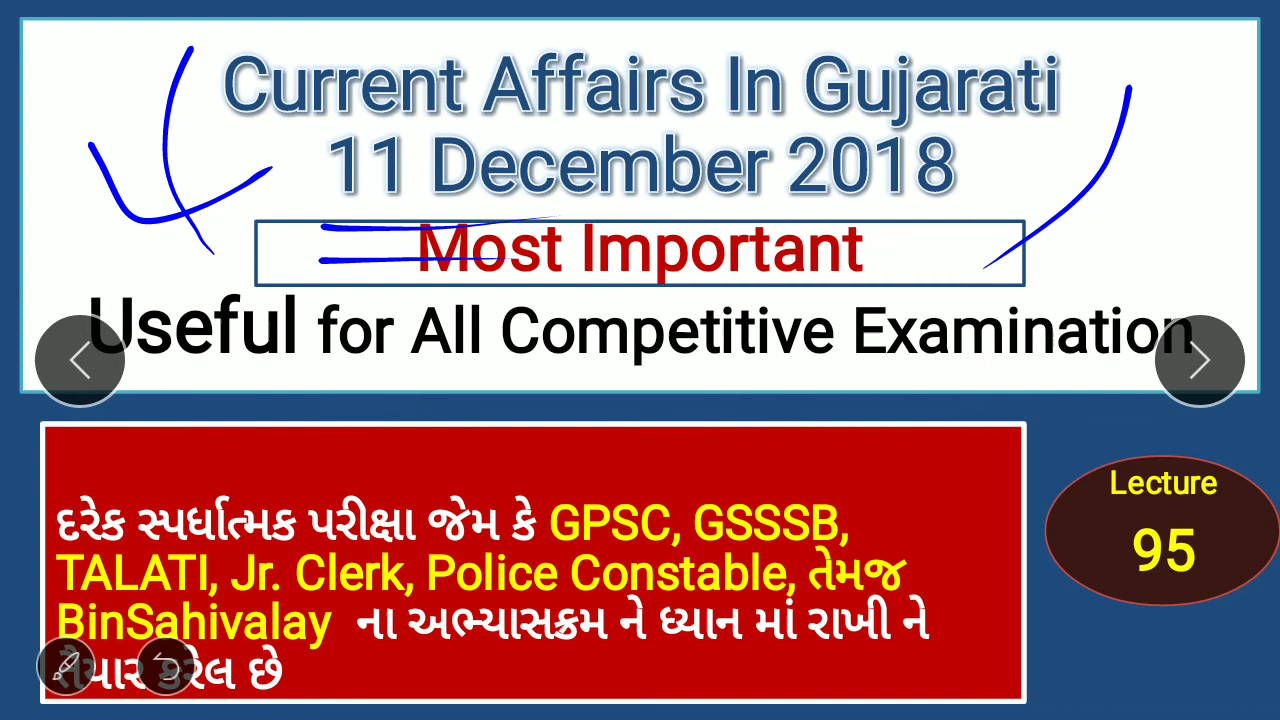 Current Affairs In Gujarati
11 December 2018
Most Important
Useful for All Competitive Examination
દરેક સ્પર્ધાત્મક પરીક્ષા જેમ કે GPSC, GSSSB,
TALATI, Jr. Clerk, Police Constable, તેમજ
BinSahivalay ના અભ્યાસક્રમ ને ધ્યાન માં રાખી ને
તૈયાર કરેલ છે
Lecture
95